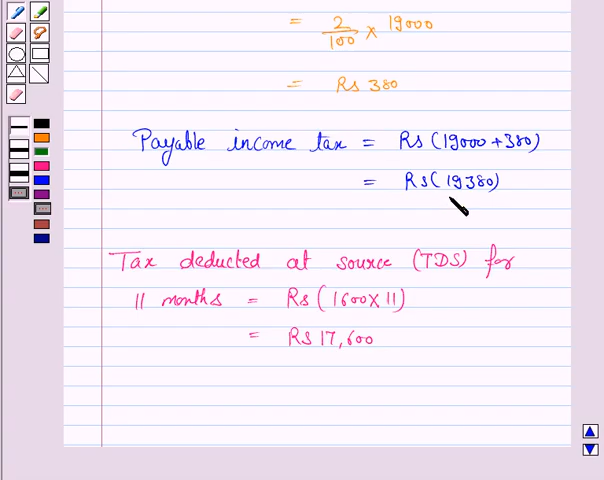 = 2/100 × 19000
= Rs 380
Payable income tax = Rs (19000 + 380)
= Rs (19380)
Tax deducted at source (TDS) for
11 months = Rs (1600 × 11)
= Rs 17,600